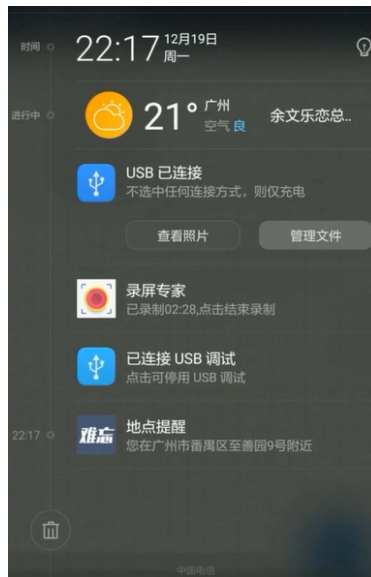 时间
22:17
12月19日
周一
进行中
21°
广州
空气 良
余文乐恋总..
USB 已连接
不选中任何连接方式，则仅充电
查看照片
管理文件
录屏专家
已录制02:28,点击结束录制
已连接 USB 调试
点击可停用 USB 调试
22:17
难忘
地点提醒
您在广州市番禺区至善园9号附近
中国电信